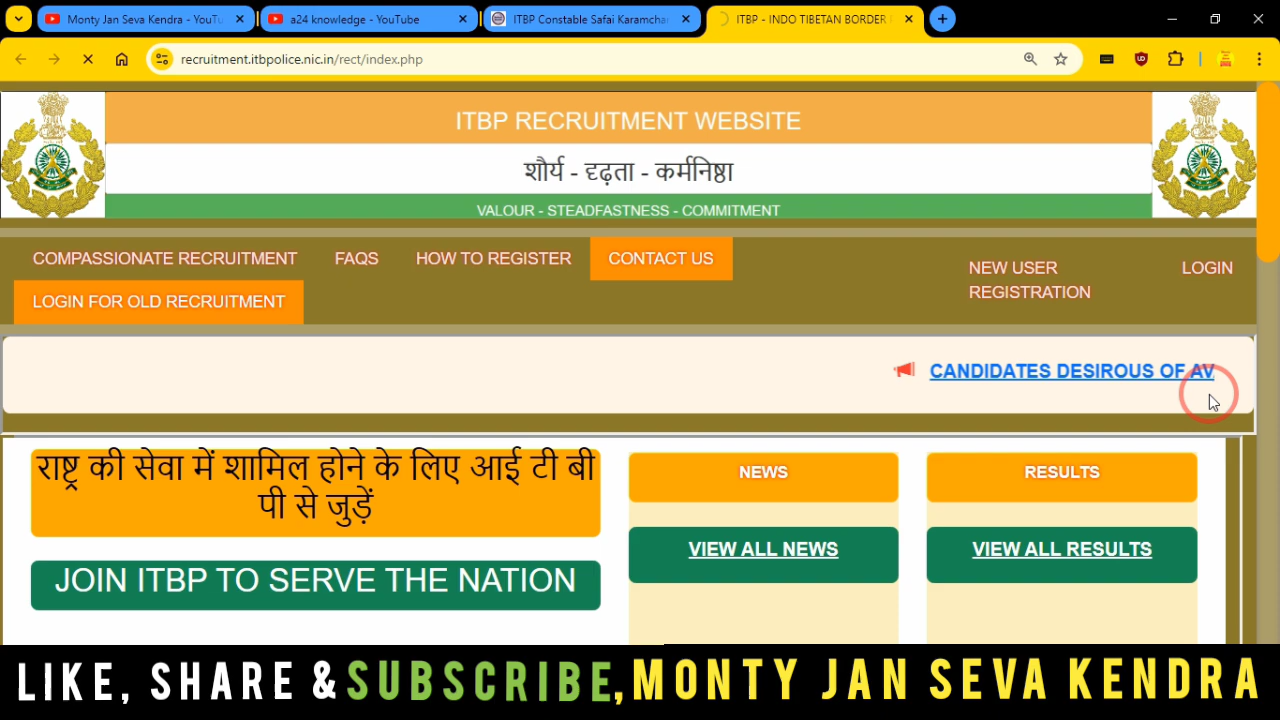 Monty Jan Seva Kendra - YouTu
a24 knowledge - YouTube
ITBP Constable Safai Karamchar
ITBP - INDO TIBETAN BORDER
recruitment.itbpolice.nic.in/rect/index.php
ITBP RECRUITMENT WEBSITE
शौर्य - दृढ़ता - कर्मनिष्ठा
VALOUR - STEADFASTNESS - COMMITMENT
COMPASSIONATE RECRUITMENT FAQS HOW TO REGISTER CONTACT US
LOGIN FOR OLD RECRUITMENT
NEW USER
REGISTRATION
LOGIN
CANDIDATES DESIROUS OF AV
राष्ट्र की सेवा में शामिल होने के लिए आई टी बी
पी से जुड़ें
JOIN ITBP TO SERVE THE NATION
NEWS
VIEW ALL NEWS
RESULTS
VIEW ALL RESULTS
LIKE, SHARE & SUBSCRIBE, MONTY JAN SEVA KENDRA